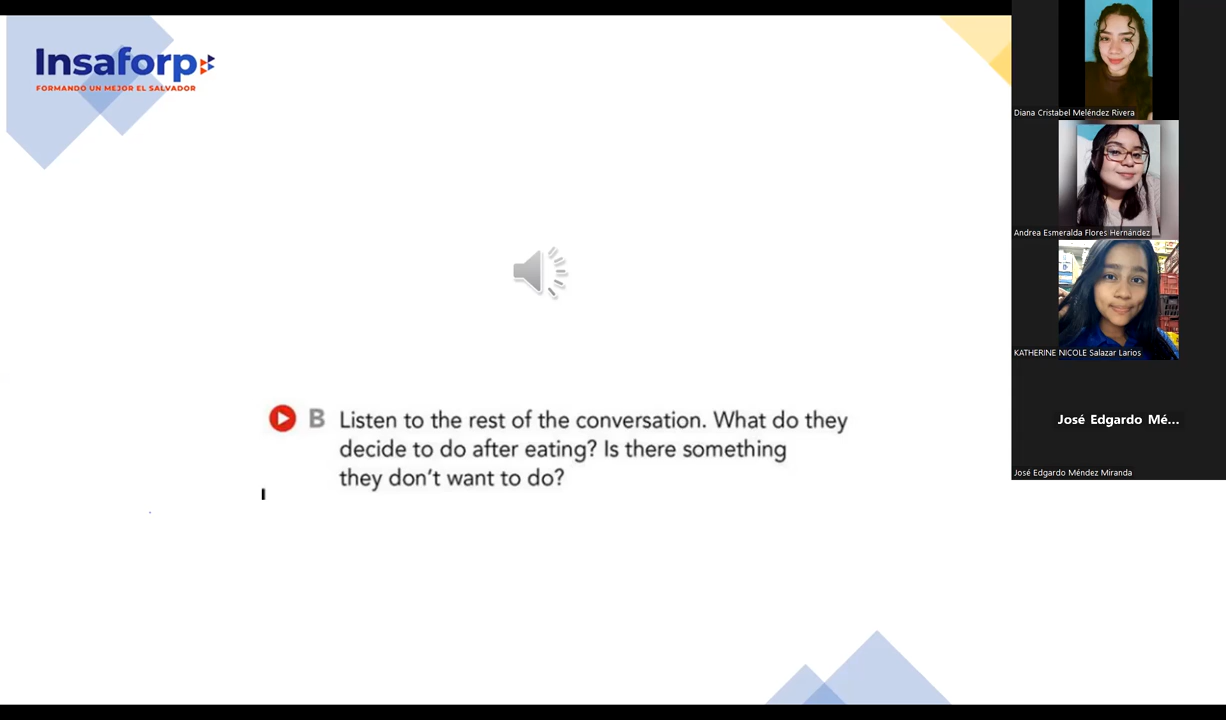 Insaforp
FORMANDO UN MEJOR EL SALVADOR
B Listen to the rest of the conversation. What do they
decide to do after eating? Is there something
they don't want to do?
Diana Cristabel Meléndez Rivera
Andrea Esmeralda Flores Hernández
KATHERINE NICOLE Salazar Larios
José Edgardo Mé...
José Edgardo Méndez Miranda